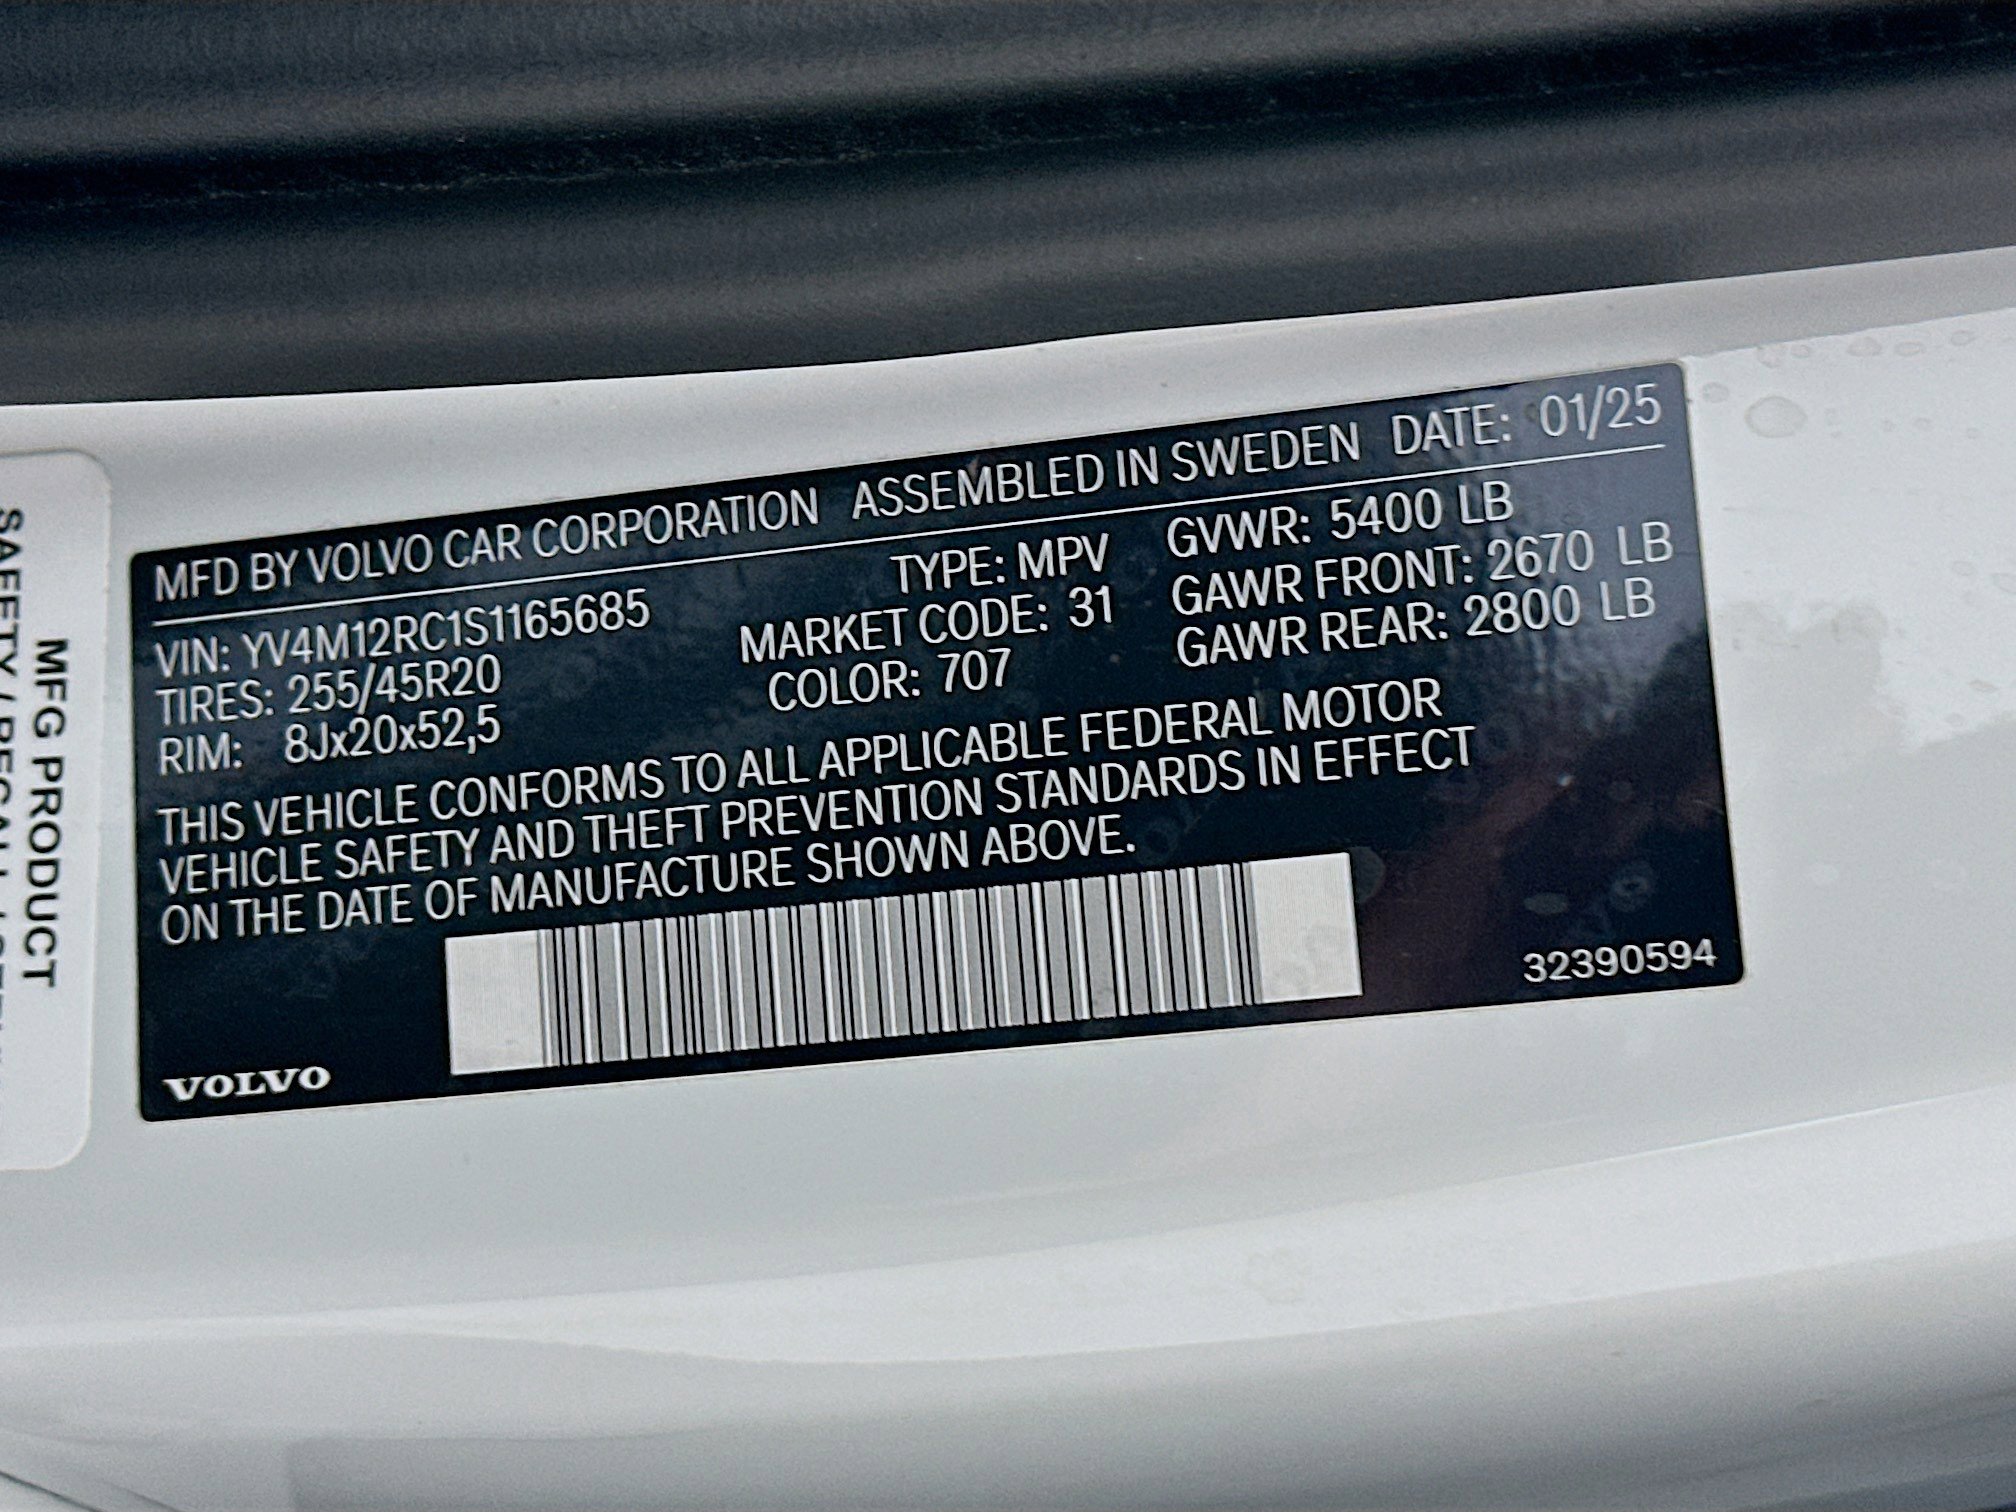 MFD BY VOLVO CAR CORPORATION ASSEMBLED IN SWEDEN DATE: 01/25
VIN: YV4M12RC1S1165685 TYPE: MPV GVWR: 5400 LB
TIRES: 255/45R20 MARKET CODE: 31 GAWR FRONT: 2670 LB
RIM: 8Jx20x52,5 COLOR: 707 GAWR REAR: 2800 LB
THIS VEHICLE CONFORMS TO ALL APPLICABLE FEDERAL MOTOR
VEHICLE SAFETY AND THEFT PREVENTION STANDARDS IN EFFECT
ON THE DATE OF MANUFACTURE SHOWN ABOVE.
32390594
VOLVO
MFG PRODUCT
SAFETY /